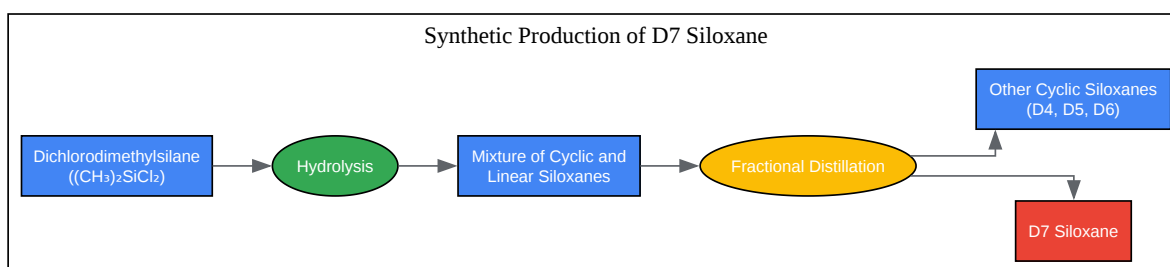 Synthetic Production of D7 Siloxane
Dichlorodimethylsilane
((CH₃)₂SiCl₂)
Hydrolysis
Mixture of Cyclic and
Linear Siloxanes
Fractional Distillation
Other Cyclic Siloxanes
(D4, D5, D6)
D7 Siloxane